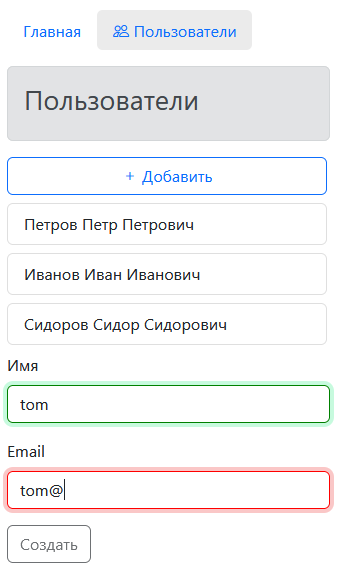 Главная Пользователи
Пользователи
+ Добавить
Петров Петр Петрович
Иванов Иван Иванович
Сидоров Сидор Сидорович
Имя
tom
Email
tom@
Создать